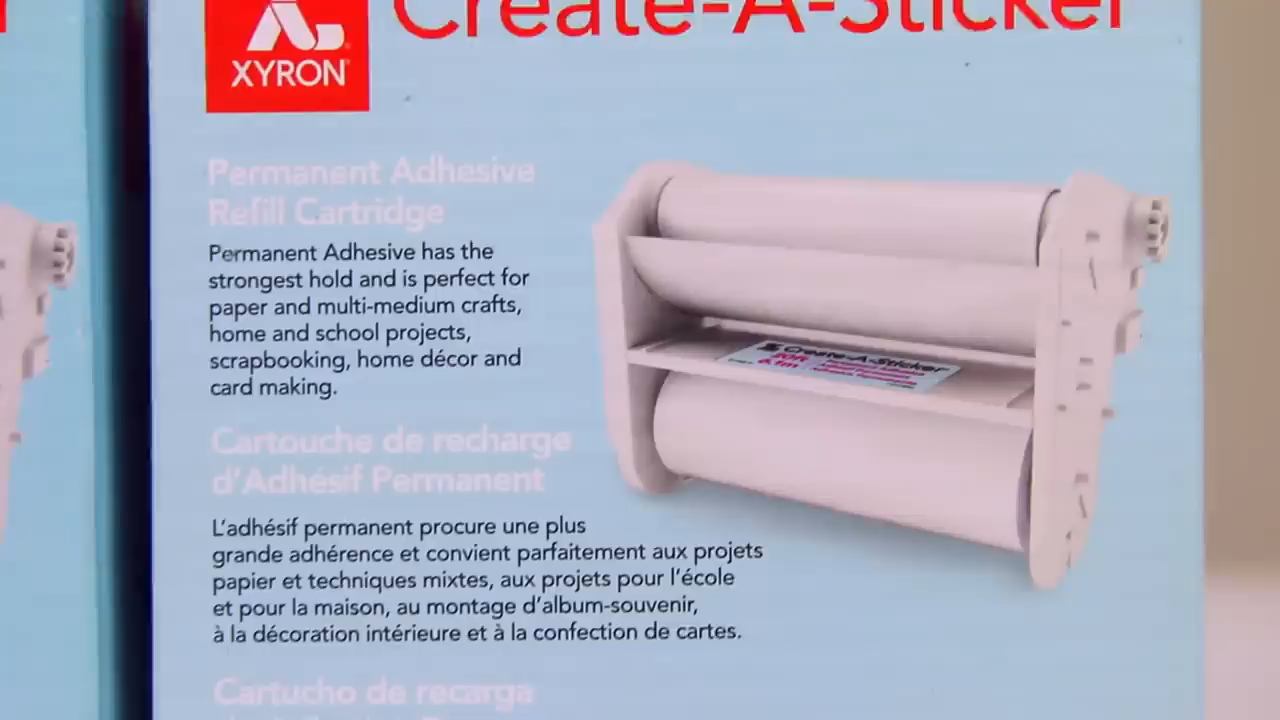 Create-A-Sticker
XYRON
Permanent Adhesive
Refill Cartridge
Permanent Adhesive has the
strongest hold and is perfect for
paper and multi-medium crafts,
home and school projects,
scrapbooking, home décor and
card making.
Create-A-Sticker
20ft
6.1m
Cartouche de recharge
d'Adhésif Permanent
L'adhésif permanent procure une plus
grande adhérence et convient parfaitement aux projets
papier et techniques mixtes, aux projets pour l'école
et pour la maison, au montage d'album-souvenir,
à la décoration intérieure et à la confection de cartes.
Cartucho de recarga